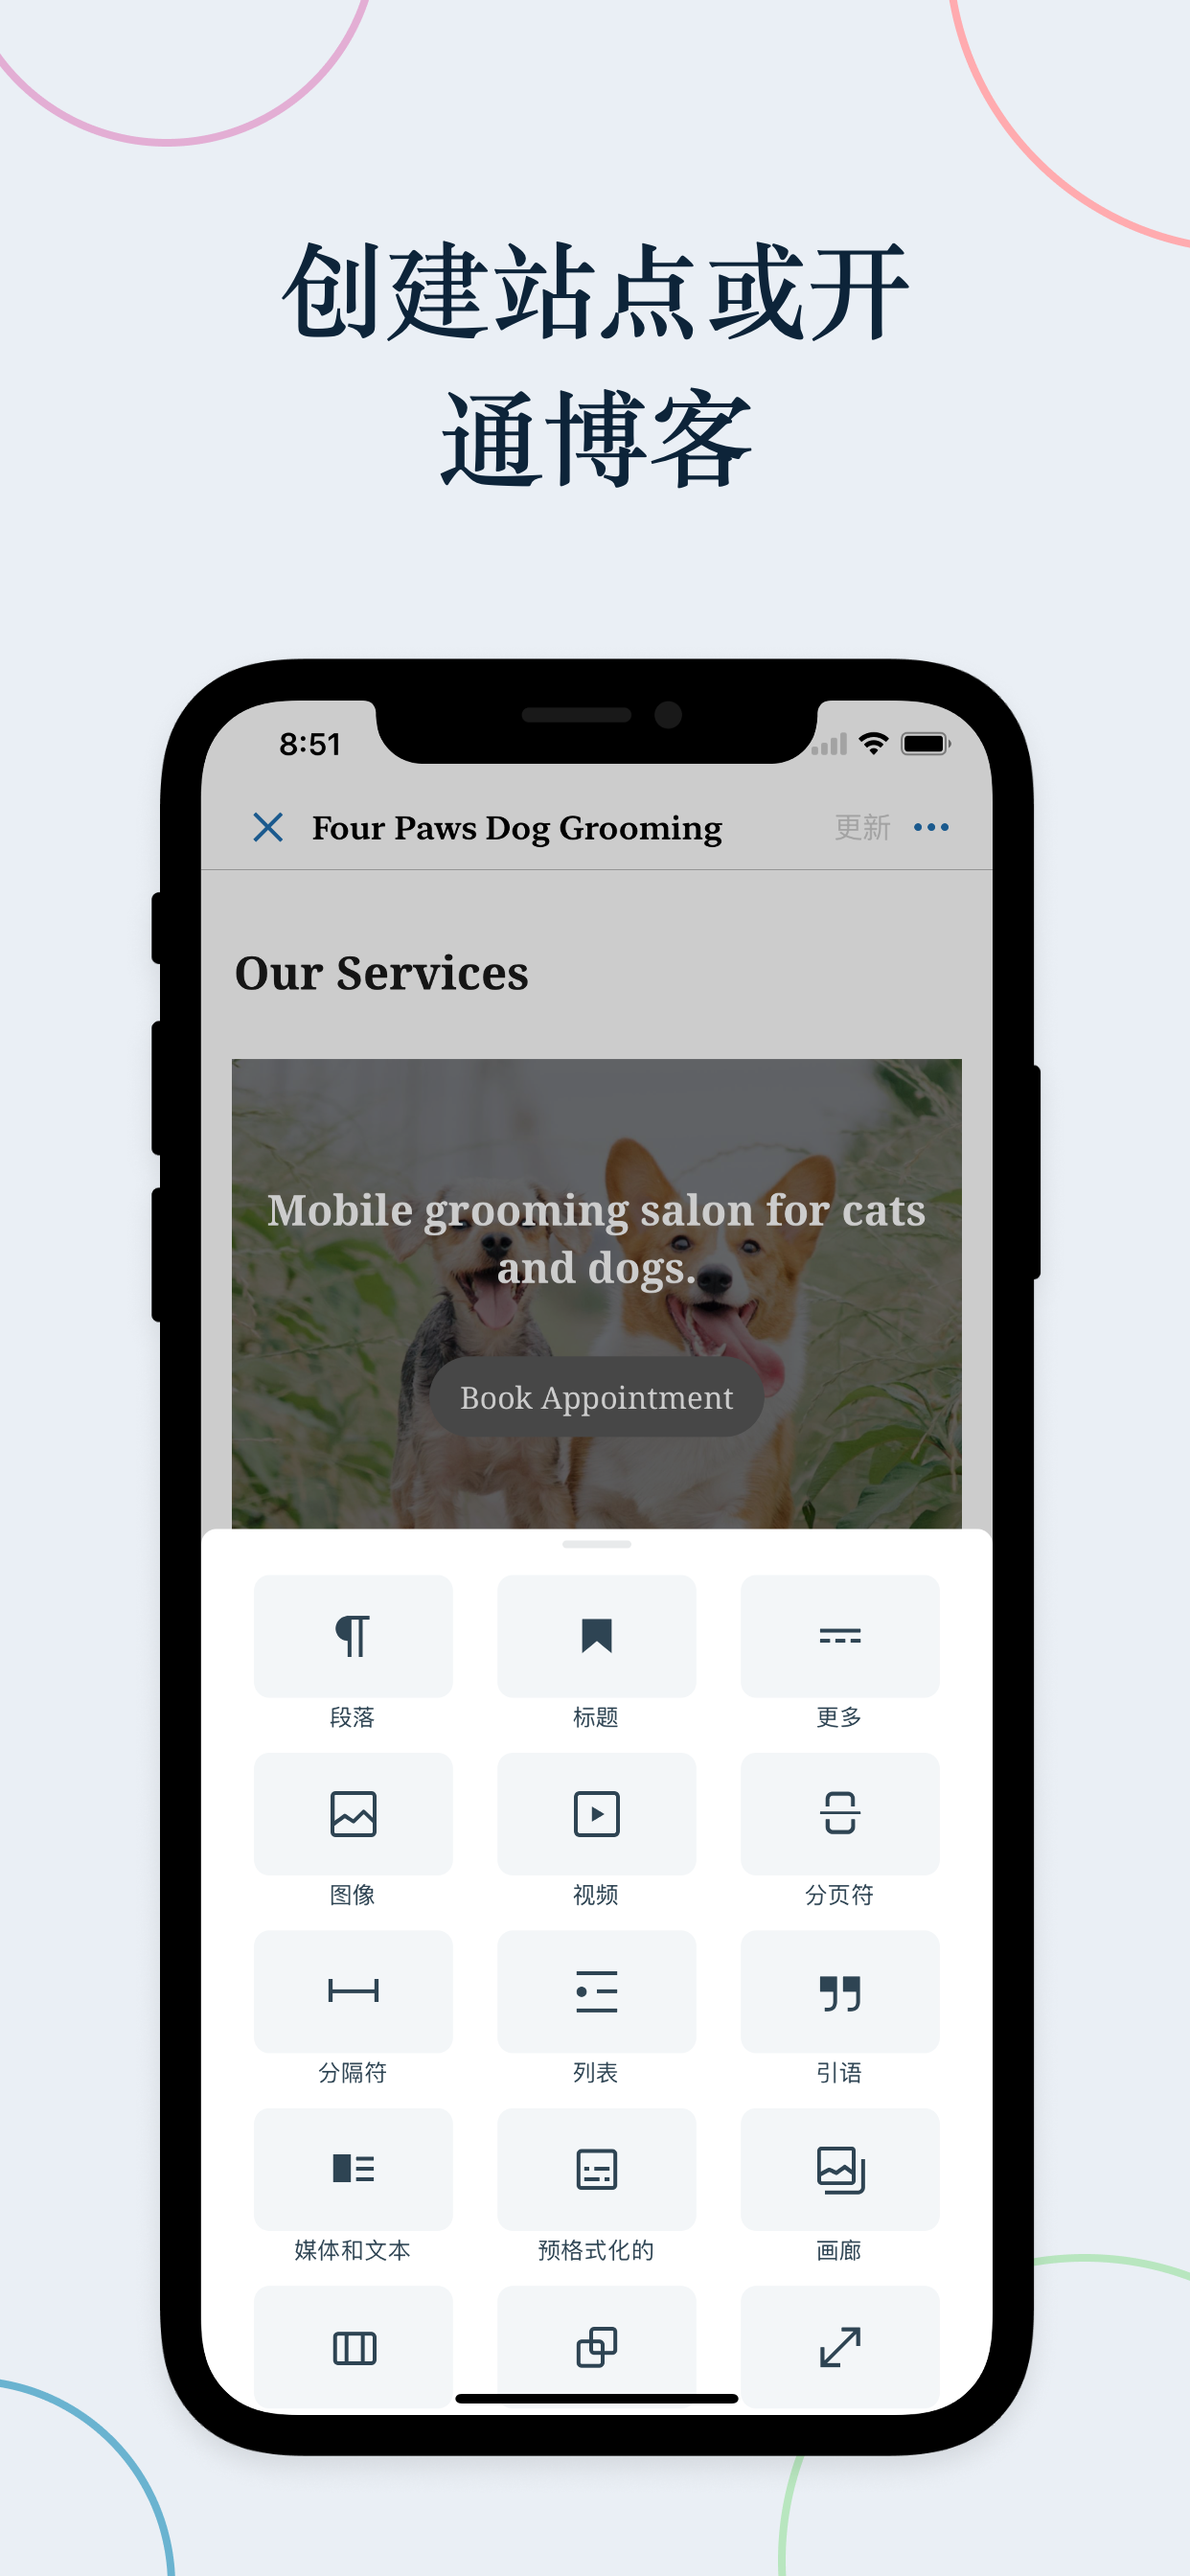 创建站点或开
通博客
8:51
Four Paws Dog Grooming
更新
Our Services
Mobile grooming salon for cats
and dogs.
Book Appointment
段落
标题
更多
图像
视频
分页符
分隔符
列表
引语
媒体和文本
预格式化的
画廊